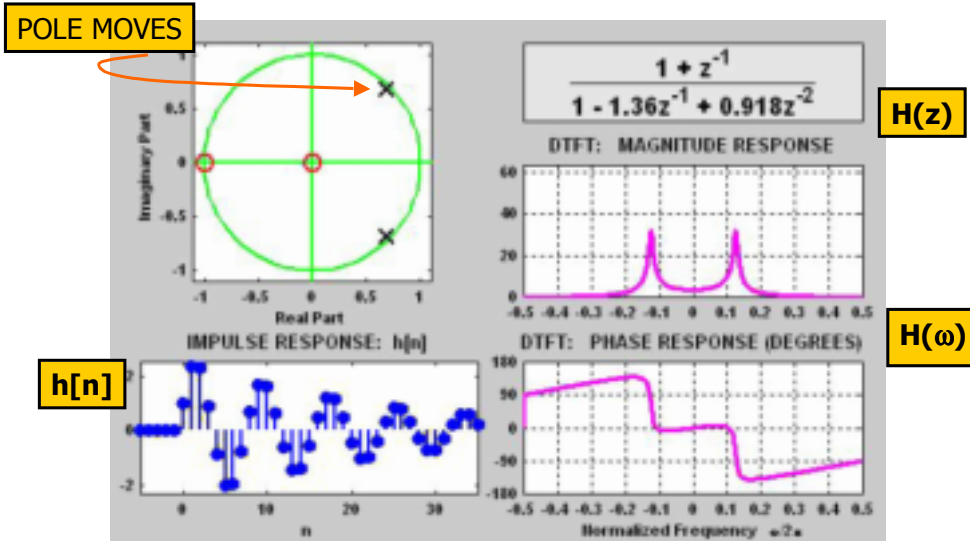 POLE MOVES
1
0.5
0
-0.5
-1
Imaginary Part
-1 -0.5 0 0.5 1
Real Part
1 + z^-1
1 - 1.36z^-1 + 0.918z^-2
H(z)
DTFT: MAGNITUDE RESPONSE
60
40
20
0
-0.5 -0.4 -0.3 -0.2 -0.1 0 0.1 0.2 0.3 0.4 0.5
H(ω)
IMPULSE RESPONSE: h[n]
h[n]
2
0
-2
0 10 20 30
n
DTFT: PHASE RESPONSE (DEGREES)
180
90
0
-90
-180
-0.5 -0.4 -0.3 -0.2 -0.1 0 0.1 0.2 0.3 0.4 0.5
Normalized Frequency